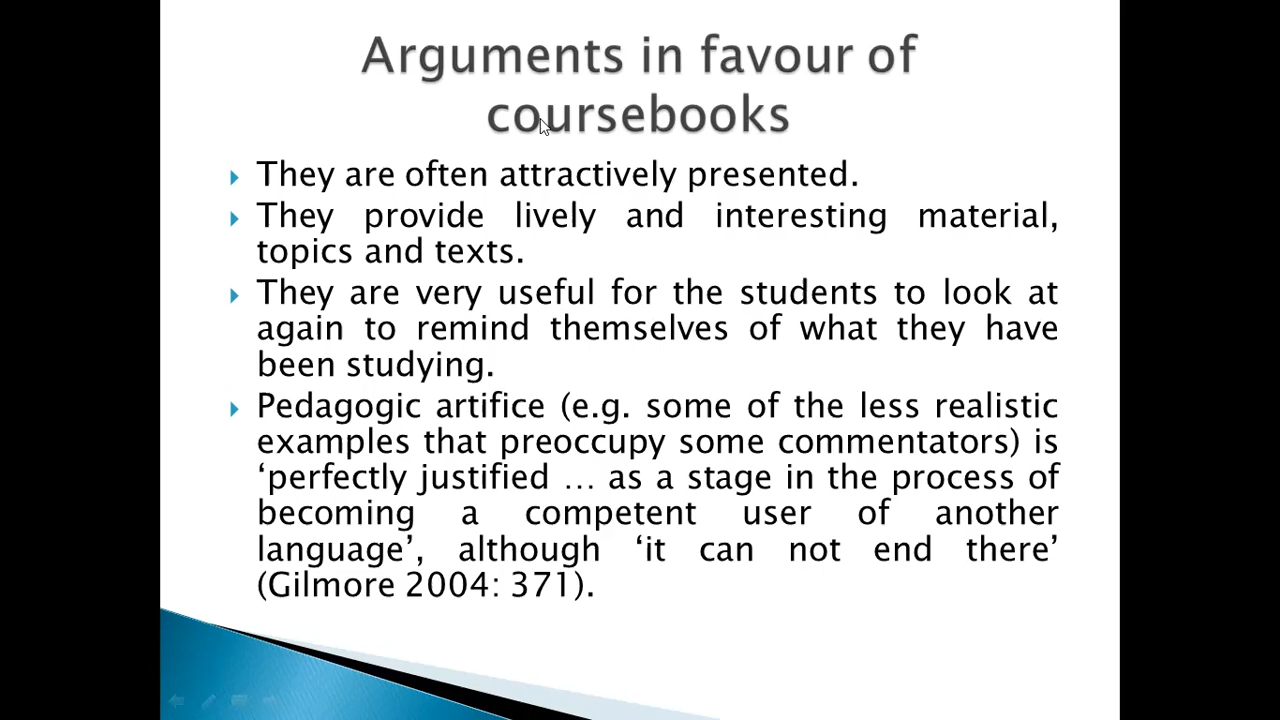 Arguments in favour of
coursebooks
They are often attractively presented.
They provide lively and interesting material,
topics and texts.
They are very useful for the students to look at
again to remind themselves of what they have
been studying.
Pedagogic artifice (e.g. some of the less realistic
examples that preoccupy some commentators) is
‘perfectly justified … as a stage in the process of
becoming a competent user of another
language’, although ‘it can not end there’
(Gilmore 2004: 371).